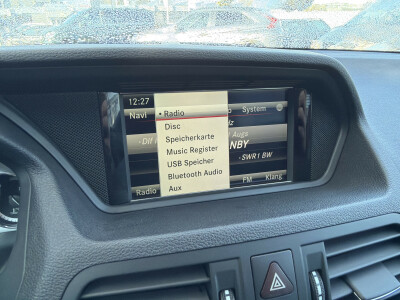 12:27
Navi
System
• Radio
Disc
Speicherkarte
Music Register
USB Speicher
Bluetooth Audio
Aux
Radio
FM
Klang
-SWR1 BW